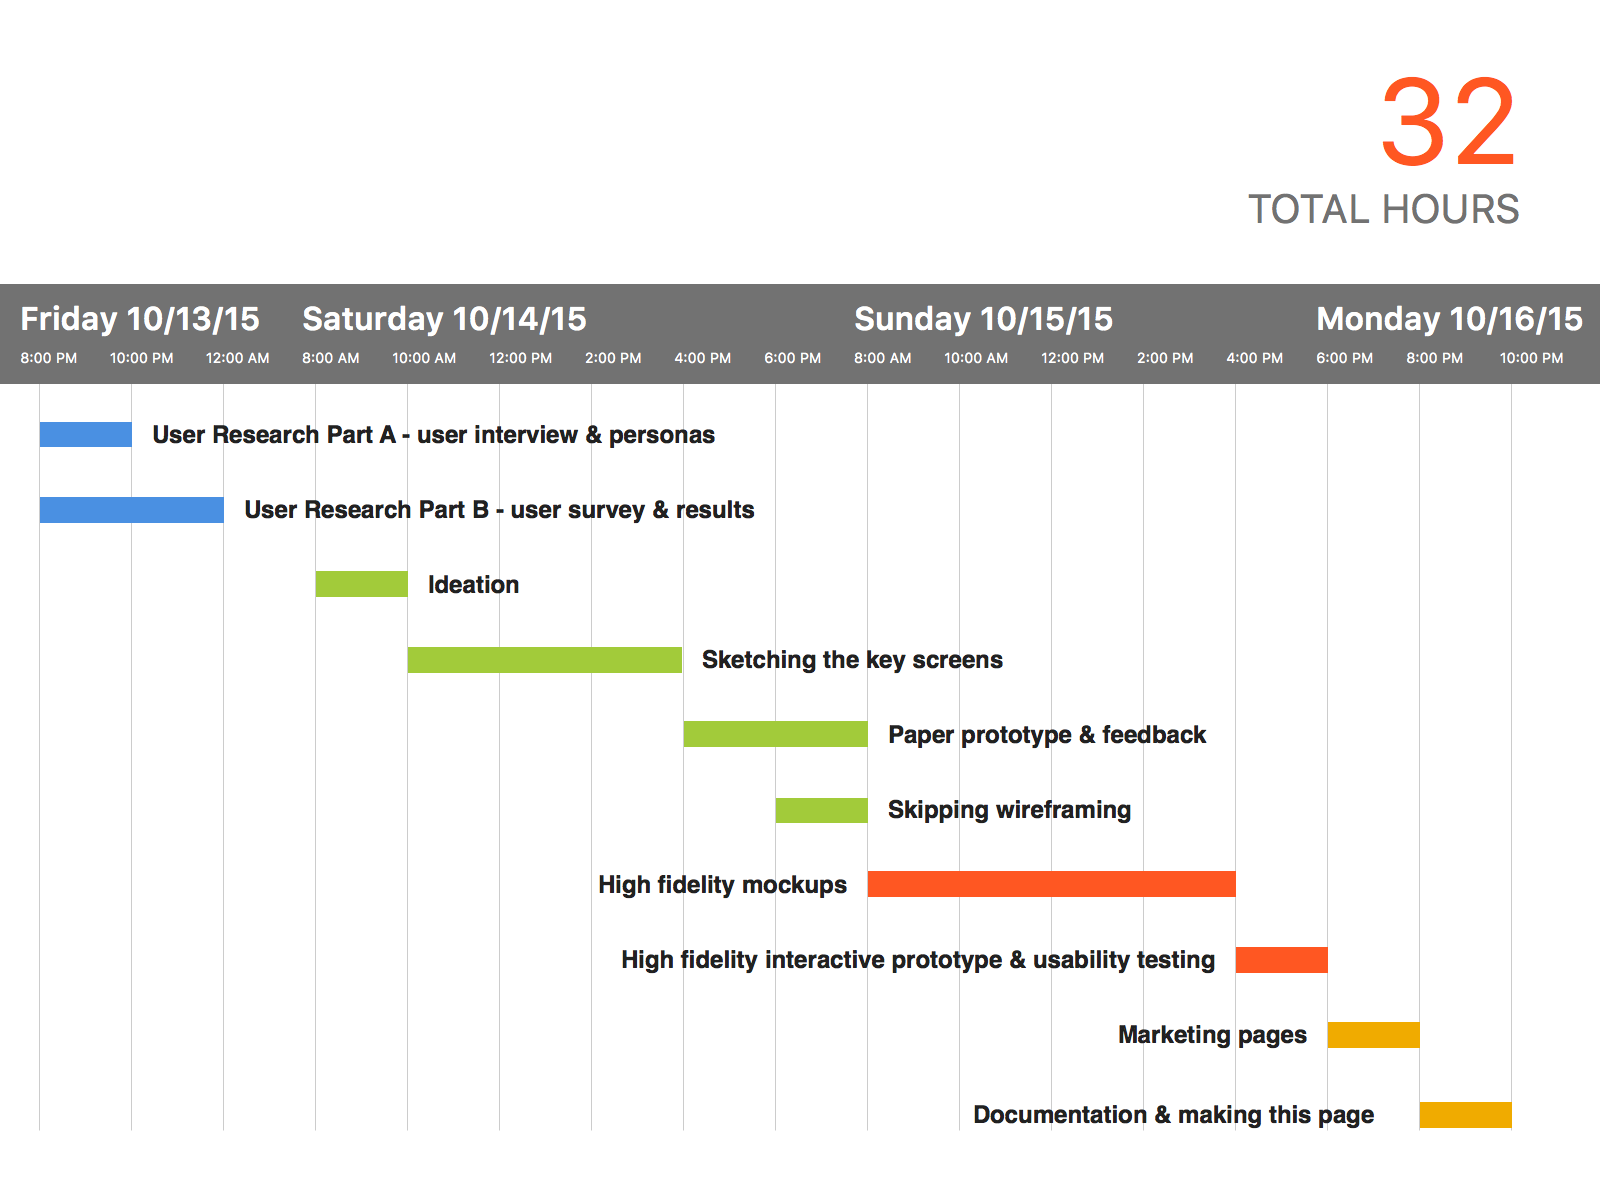 32
TOTAL HOURS
Friday 10/13/15 Saturday 10/14/15 Sunday 10/15/15 Monday 10/16/15
8:00 PM 10:00 PM 12:00 AM 8:00 AM 10:00 AM 12:00 PM 2:00 PM 4:00 PM 6:00 PM 8:00 AM 10:00 AM 12:00 PM 2:00 PM 4:00 PM 6:00 PM 8:00 PM 10:00 PM
User Research Part A - user interview & personas
User Research Part B - user survey & results
Ideation
Sketching the key screens
Paper prototype & feedback
Skipping wireframing
High fidelity mockups
High fidelity interactive prototype & usability testing
Marketing pages
Documentation & making this page